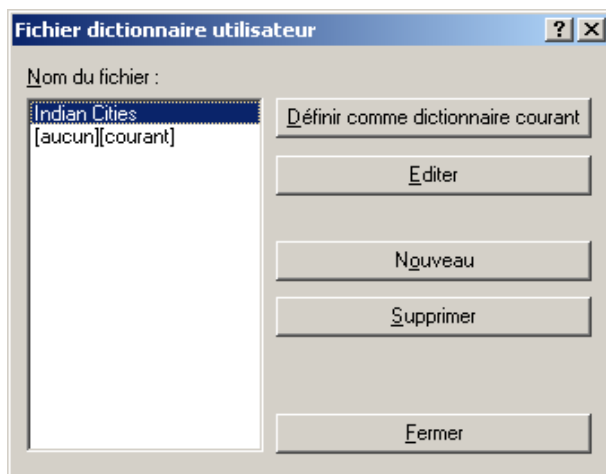 Fichier dictionnaire utilisateur
Nom du fichier :
Indian Cities
[aucun][courant]
Définir comme dictionnaire courant
Editer
Nouveau
Supprimer
Fermer